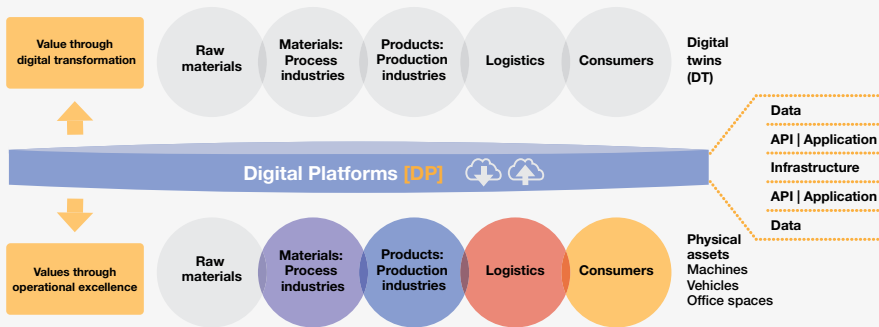 Value through
digital transformation
Raw
materials
Materials:
Process
industries
Products:
Production
industries
Logistics
Consumers
Digital
twins
(DT)
Digital Platforms [DP]
Data
API | Application
Infrastructure
API | Application
Data
Values through
operational excellence
Raw
materials
Materials:
Process
industries
Products:
Production
industries
Logistics
Consumers
Physical
assets
Machines
Vehicles
Office spaces